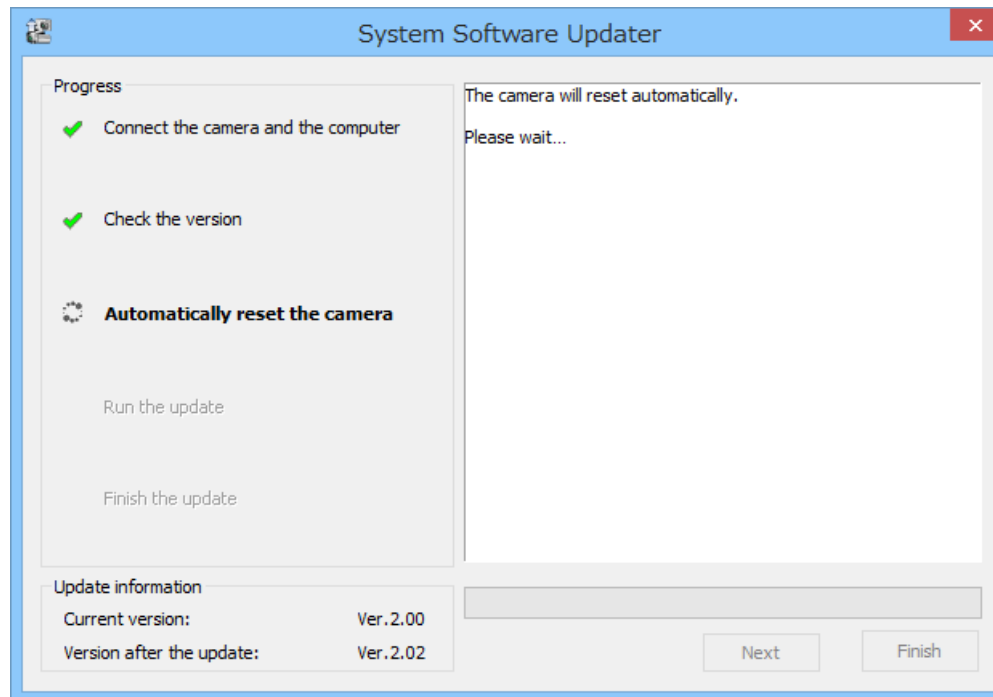 System Software Updater
Progress
Connect the camera and the computer
Check the version
Automatically reset the camera
Run the update
Finish the update
The camera will reset automatically.
Please wait...
Update information
Current version: Ver.2.00
Version after the update: Ver.2.02
Next
Finish